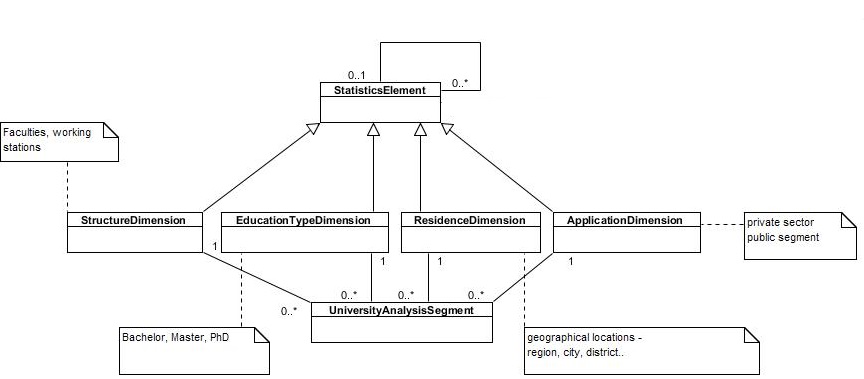 0..1
0..*
StatisticsElement
Faculties, working
stations
StructureDimension
EducationTypeDimension
ResidenceDimension
ApplicationDimension
private sector
public segment
1
1
1
1
0..*
0..*
0..*
0..*
UniversityAnalysisSegment
Bachelor, Master, PhD
geographical locations -
region, city, district..